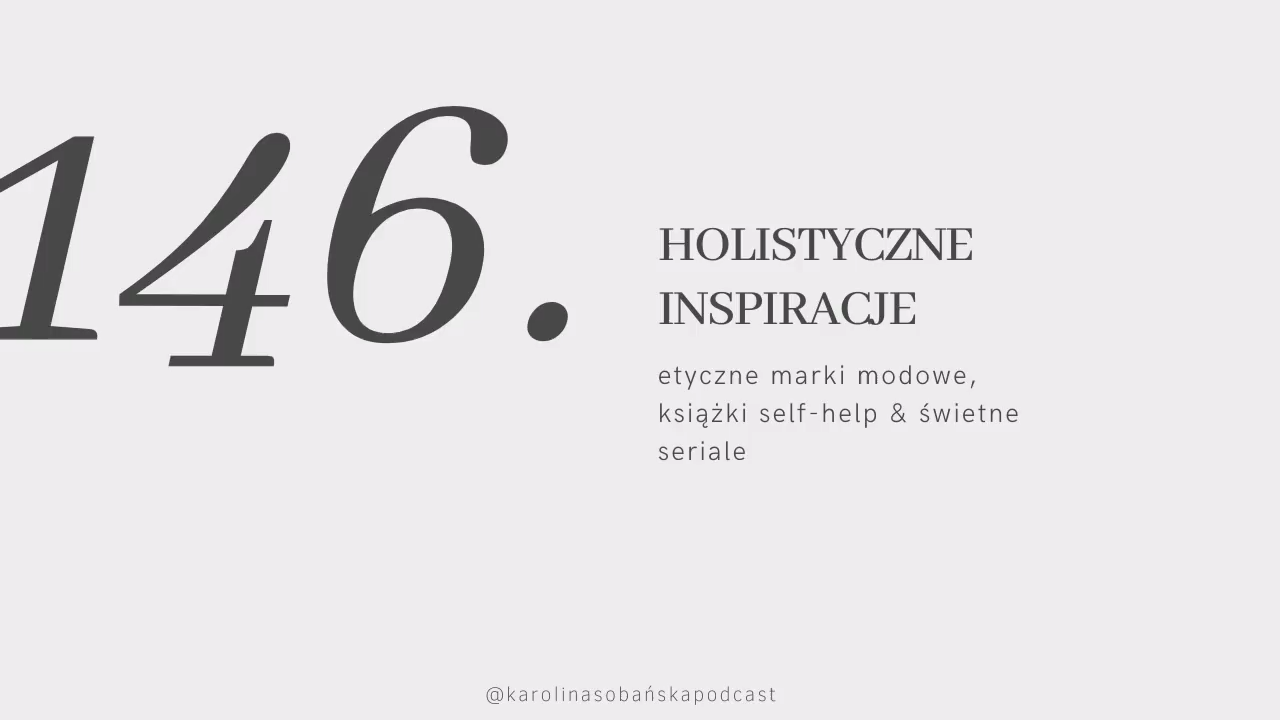 146.
HOLISTYCZNE
INSPIRACJE
etyczne marki modowe,
książki self-help & świetne
seriale
@karolinasobańskapodcast